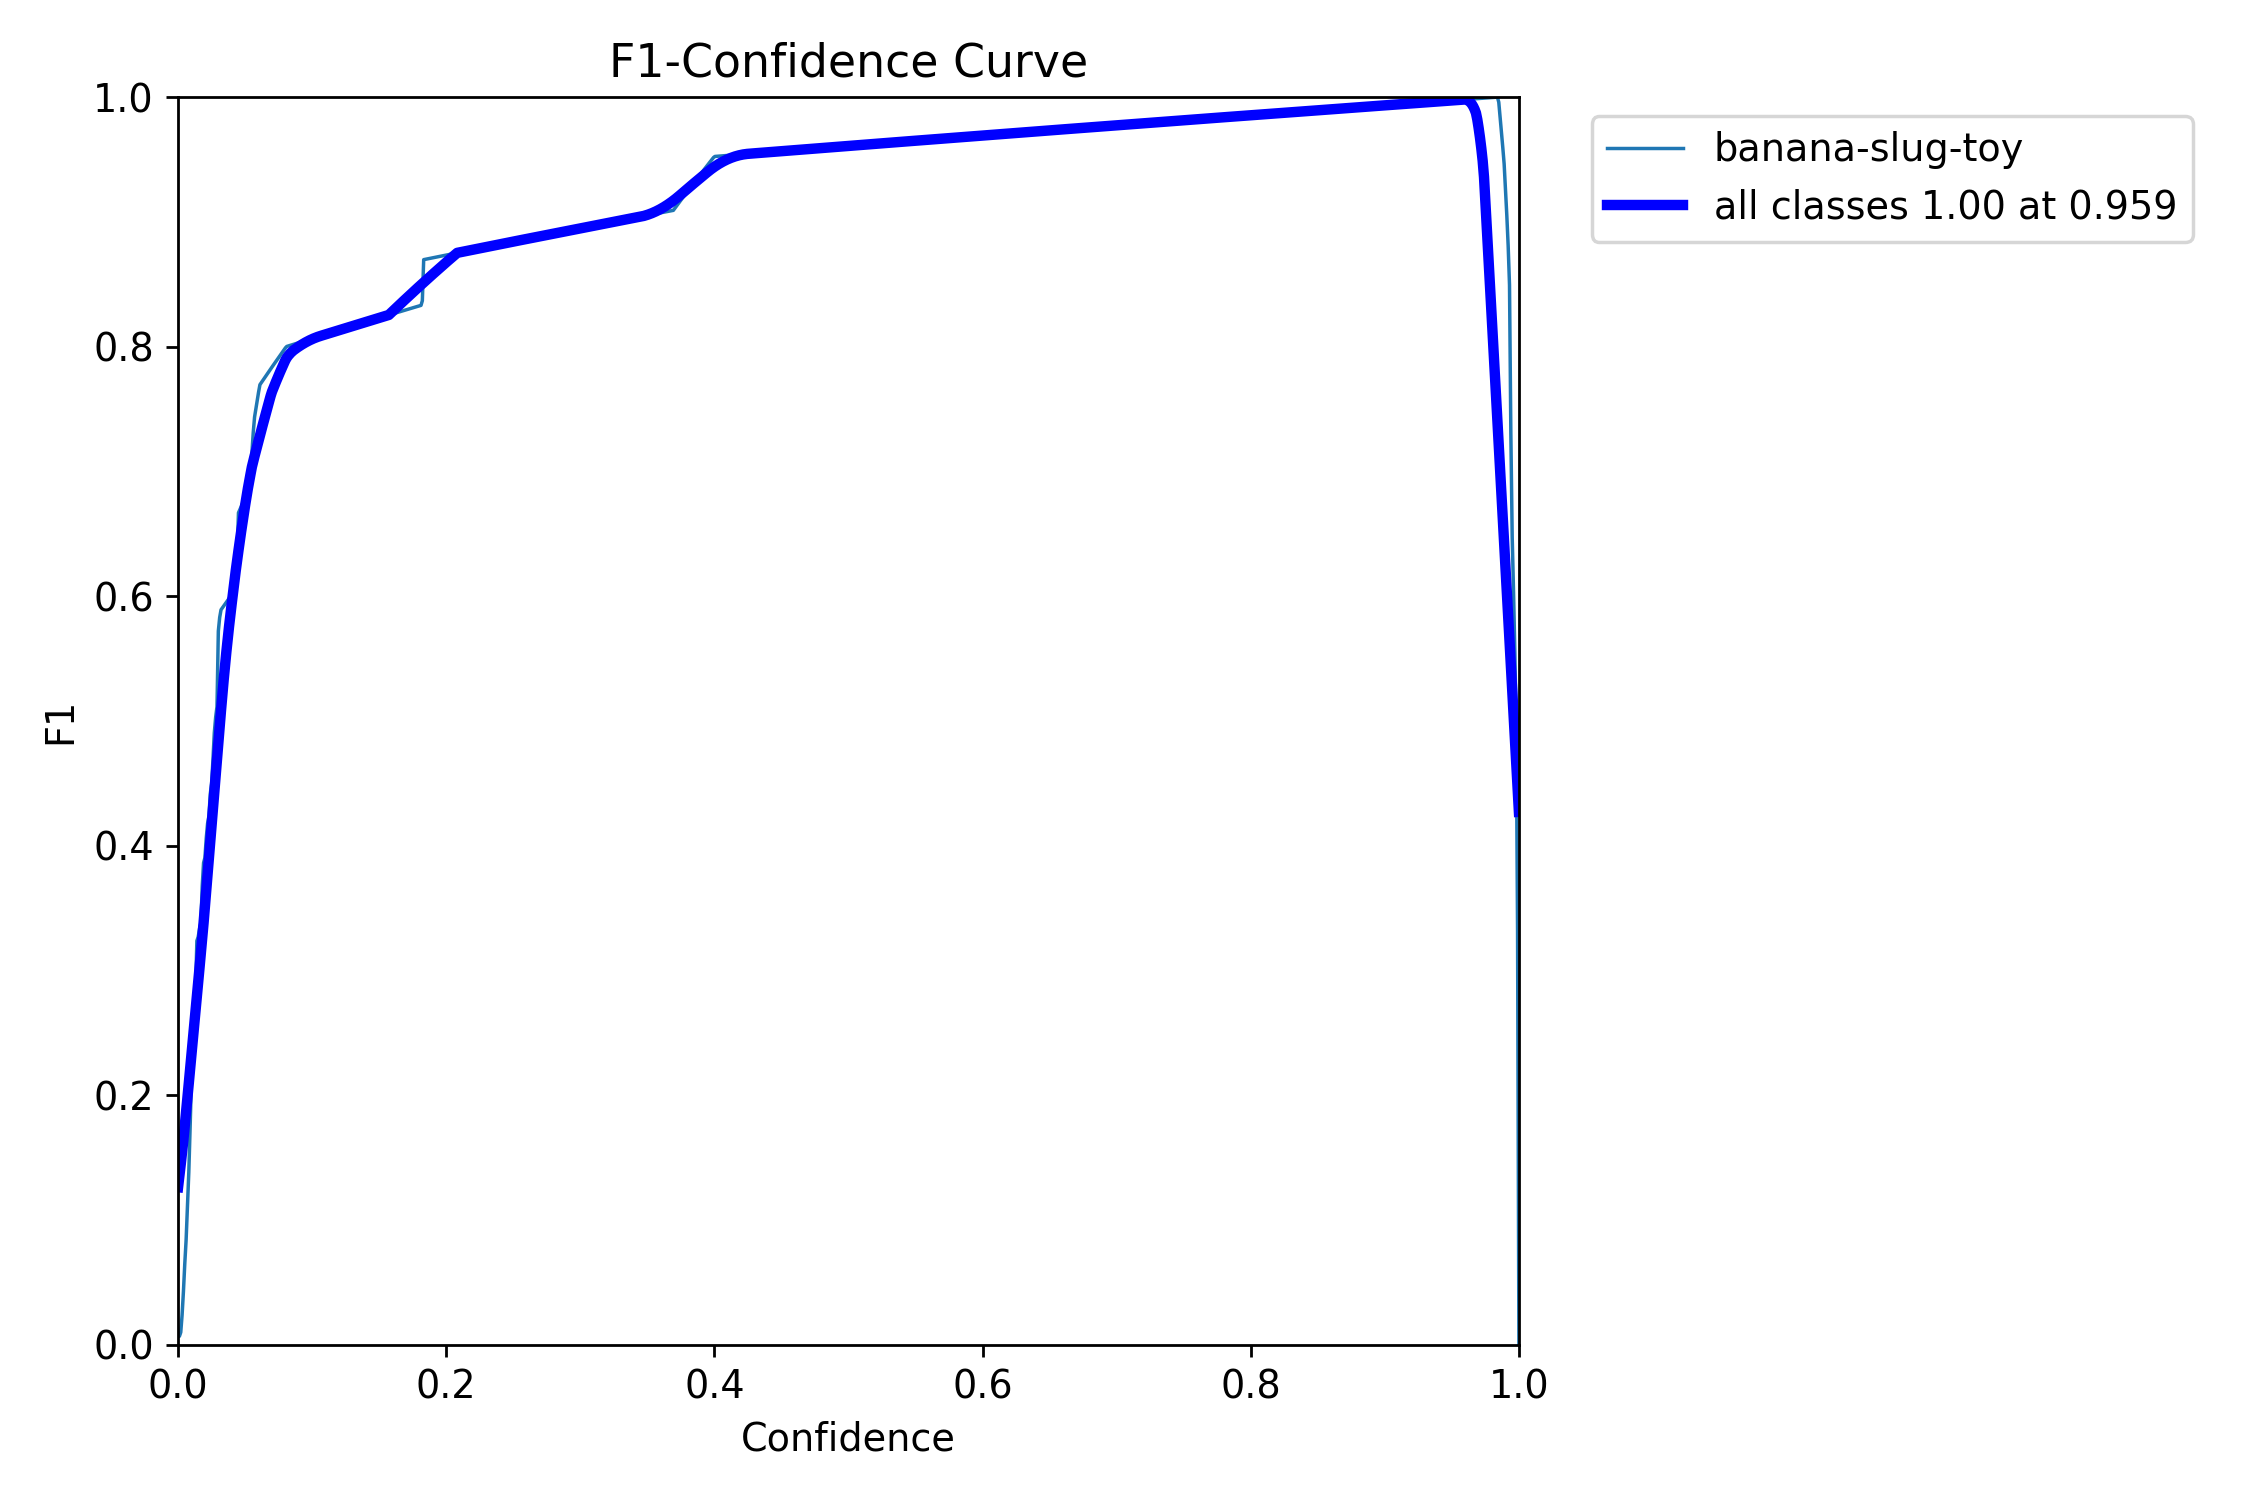 F1-Confidence Curve
banana-slug-toy
all classes 1.00 at 0.959
1.0
0.8
0.6
0.4
0.2
0.0
F1
0.0 0.2 0.4 0.6 0.8 1.0
Confidence